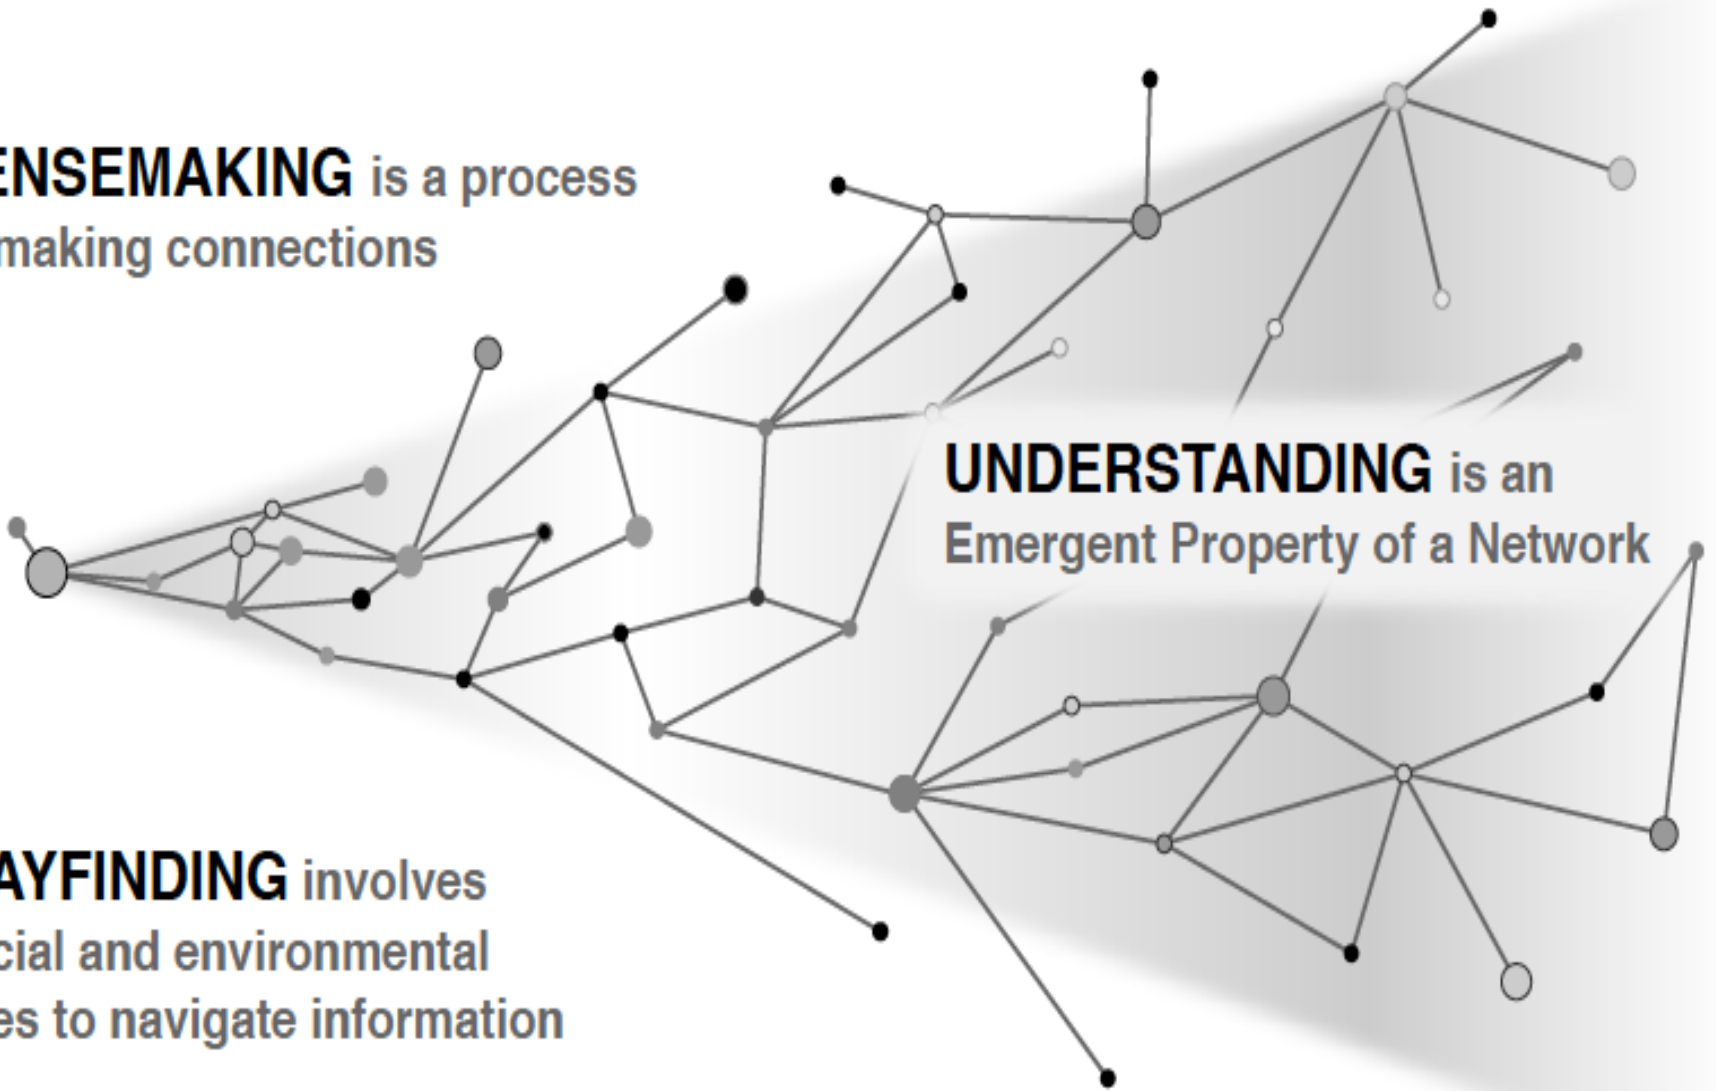 ENSEMAKING is a process
making connections
UNDERSTANDING is an
Emergent Property of a Network
AYFINDING involves
cial and environmental
es to navigate information